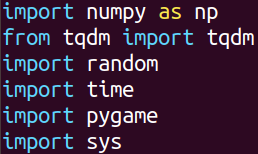 import numpy as np
from tqdm import tqdm
import random
import time
import pygame
import sys